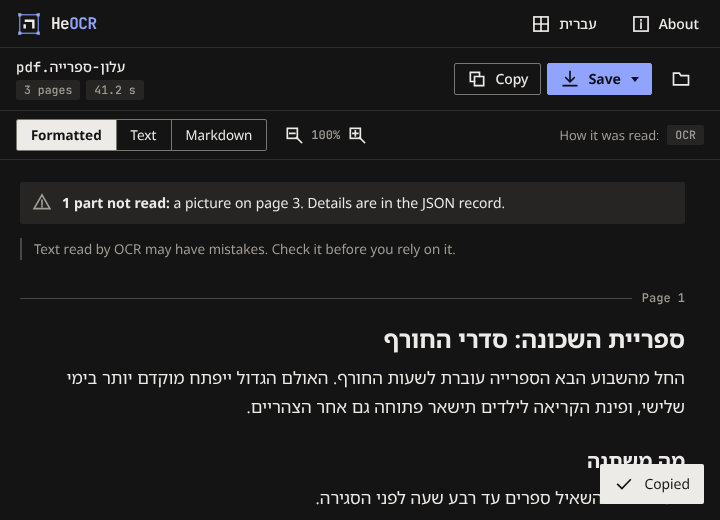 HeOCR
עברית
About
עלון-ספרייה.pdf
3 pages
41.2 s
Copy
Save
Formatted
Text
Markdown
100%
How it was read:
OCR
1 part not read: a picture on page 3. Details are in the JSON record.
Text read by OCR may have mistakes. Check it before you rely on it.
Page 1
ספריית השכונה: סדרי החורף
החל מהשבוע הבא הספרייה עוברת לשעות החורף. האולם הגדול ייפתח מוקדם יותר בימי
שלישי, ופינת הקריאה לילדים תישאר פתוחה גם אחר הצהריים.
מה משתנה
השאיל ספרים עד רבע שעה לפני הסגירה.
Copied